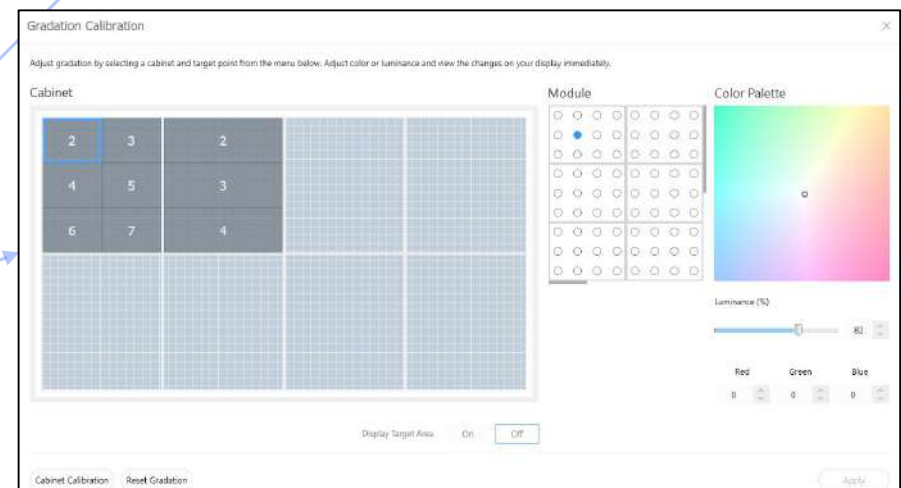 Gradation Calibration
Adjust gradation by selecting a cabinet and target point from the menu below. Adjust color or luminance and view the changes on your display immediately.
Cabinet
Module
Color Palette
2 3 2
4 5 3
6 7 4
Luminance (%)
82
Red Green Blue
0 0 0
Display Target Area On Off
Cabinet Calibration Reset Gradation Apply